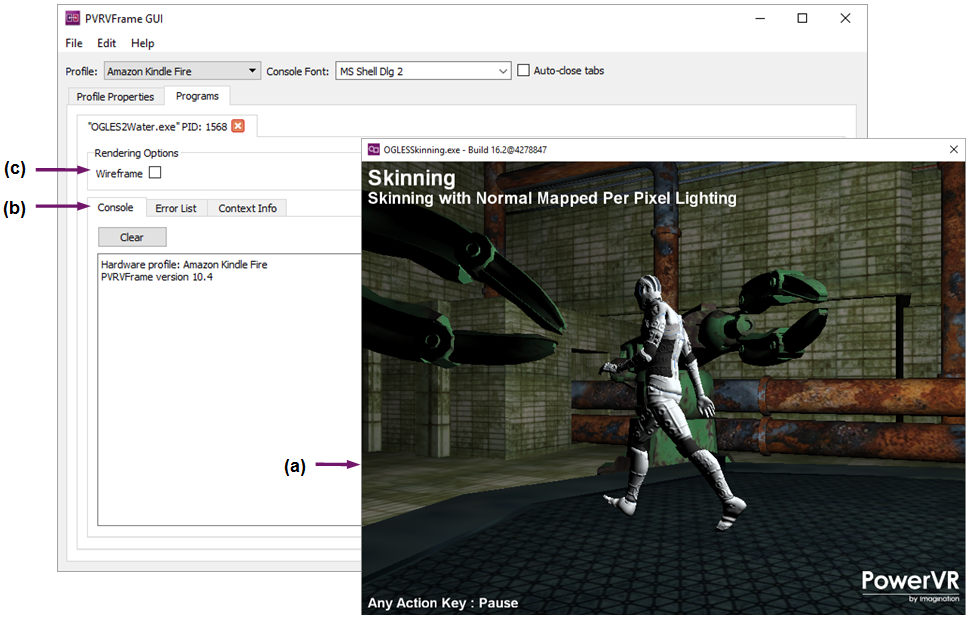 PVRVFrame GUI
File Edit Help
Profile: Amazon Kindle Fire Console Font: MS Shell Dlg 2 Auto-close tabs
Profile Properties Programs
"OGLES2Water.exe" PID: 1568
Rendering Options
(c)
Wireframe
(b)
Console Error List Context Info
Clear
Hardware profile: Amazon Kindle Fire
PVRVFrame version 10.4
(a)
OGLESSkinning.exe - Build 16.2@4278847
Skinning
Skinning with Normal Mapped Per Pixel Lighting
PowerVR
by Imagination
Any Action Key : Pause